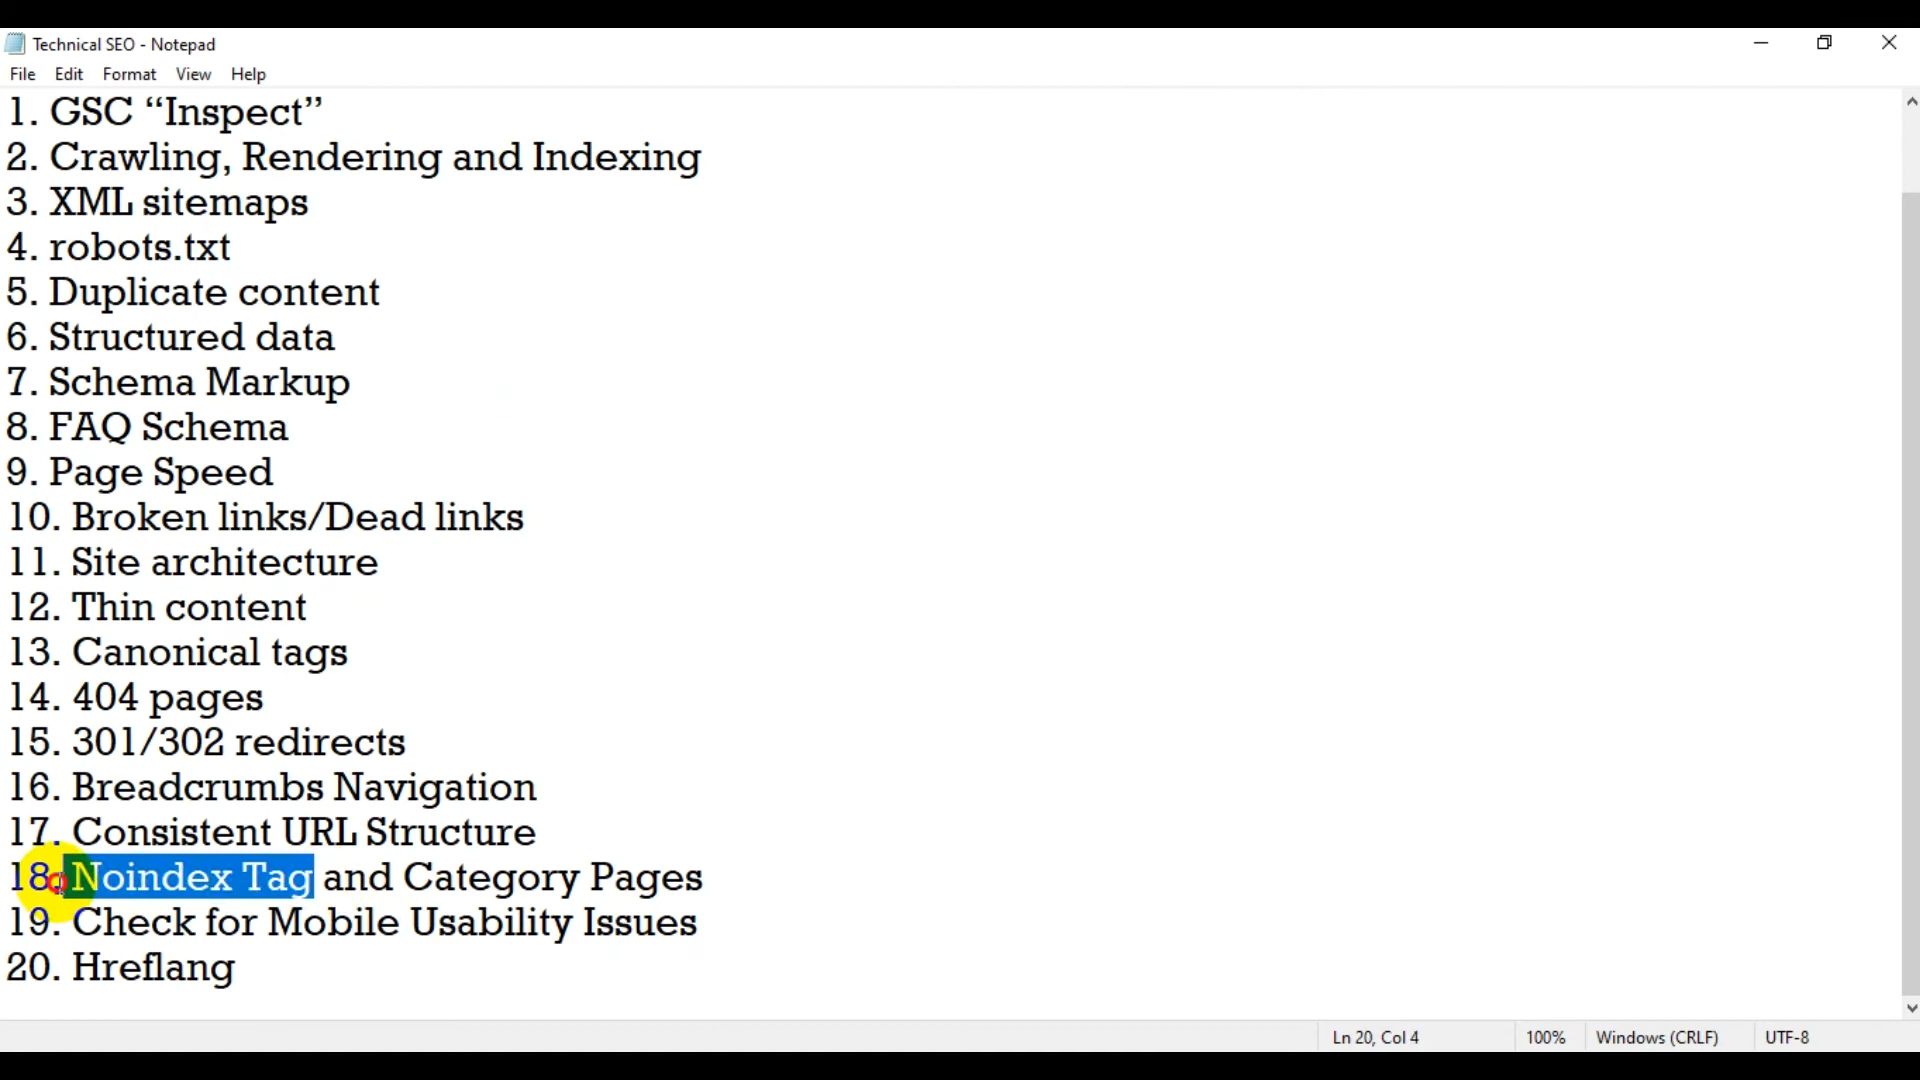 Technical SEO - Notepad
File Edit Format View Help
1. GSC “Inspect”
2. Crawling, Rendering and Indexing
3. XML sitemaps
4. robots.txt
5. Duplicate content
6. Structured data
7. Schema Markup
8. FAQ Schema
9. Page Speed
10. Broken links/Dead links
11. Site architecture
12. Thin content
13. Canonical tags
14. 404 pages
15. 301/302 redirects
16. Breadcrumbs Navigation
17. Consistent URL Structure
18. Noindex Tag and Category Pages
19. Check for Mobile Usability Issues
20. Hreflang
Ln 20, Col 4 100% Windows (CRLF) UTF-8